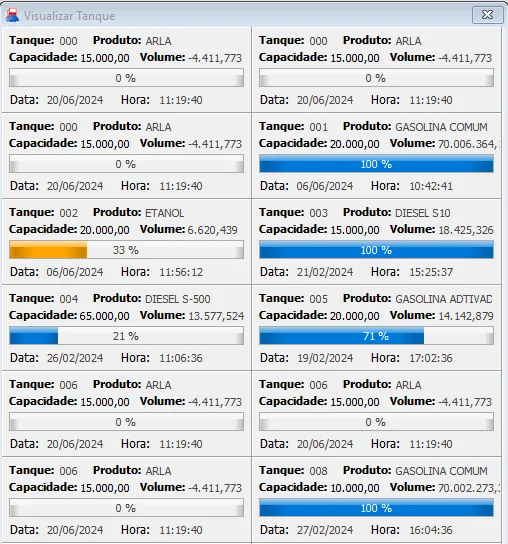 Visualizar Tanque
Tanque: 000 Produto: ARLA
Capacidade: 15.000,00 Volume: -4.411,773
0 %
Data: 20/06/2024 Hora: 11:19:40
Tanque: 000 Produto: ARLA
Capacidade: 15.000,00 Volume: -4.411,773
0 %
Data: 20/06/2024 Hora: 11:19:40
Tanque: 000 Produto: ARLA
Capacidade: 15.000,00 Volume: -4.411,773
0 %
Data: 20/06/2024 Hora: 11:19:40
Tanque: 001 Produto: GASOLINA COMUM
Capacidade: 20.000,00 Volume: 70.006.364,
100 %
Data: 06/06/2024 Hora: 10:42:41
Tanque: 002 Produto: ETANOL
Capacidade: 20.000,00 Volume: 6.620,439
33 %
Data: 06/06/2024 Hora: 11:56:12
Tanque: 003 Produto: DIESEL S10
Capacidade: 15.000,00 Volume: 18.425,326
100 %
Data: 21/02/2024 Hora: 15:25:37
Tanque: 004 Produto: DIESEL S-500
Capacidade: 65.000,00 Volume: 13.577,524
21 %
Data: 26/02/2024 Hora: 11:06:36
Tanque: 005 Produto: GASOLINA ADTIVAD
Capacidade: 20.000,00 Volume: 14.142,879
71 %
Data: 19/02/2024 Hora: 17:02:36
Tanque: 006 Produto: ARLA
Capacidade: 15.000,00 Volume: -4.411,773
0 %
Data: 20/06/2024 Hora: 11:19:40
Tanque: 006 Produto: ARLA
Capacidade: 15.000,00 Volume: -4.411,773
0 %
Data: 20/06/2024 Hora: 11:19:40
Tanque: 006 Produto: ARLA
Capacidade: 15.000,00 Volume: -4.411,773
0 %
Data: 20/06/2024 Hora: 11:19:40
Tanque: 008 Produto: GASOLINA COMUM
Capacidade: 10.000,00 Volume: 70.002.273,
100 %
Data: 27/02/2024 Hora: 16:04:36